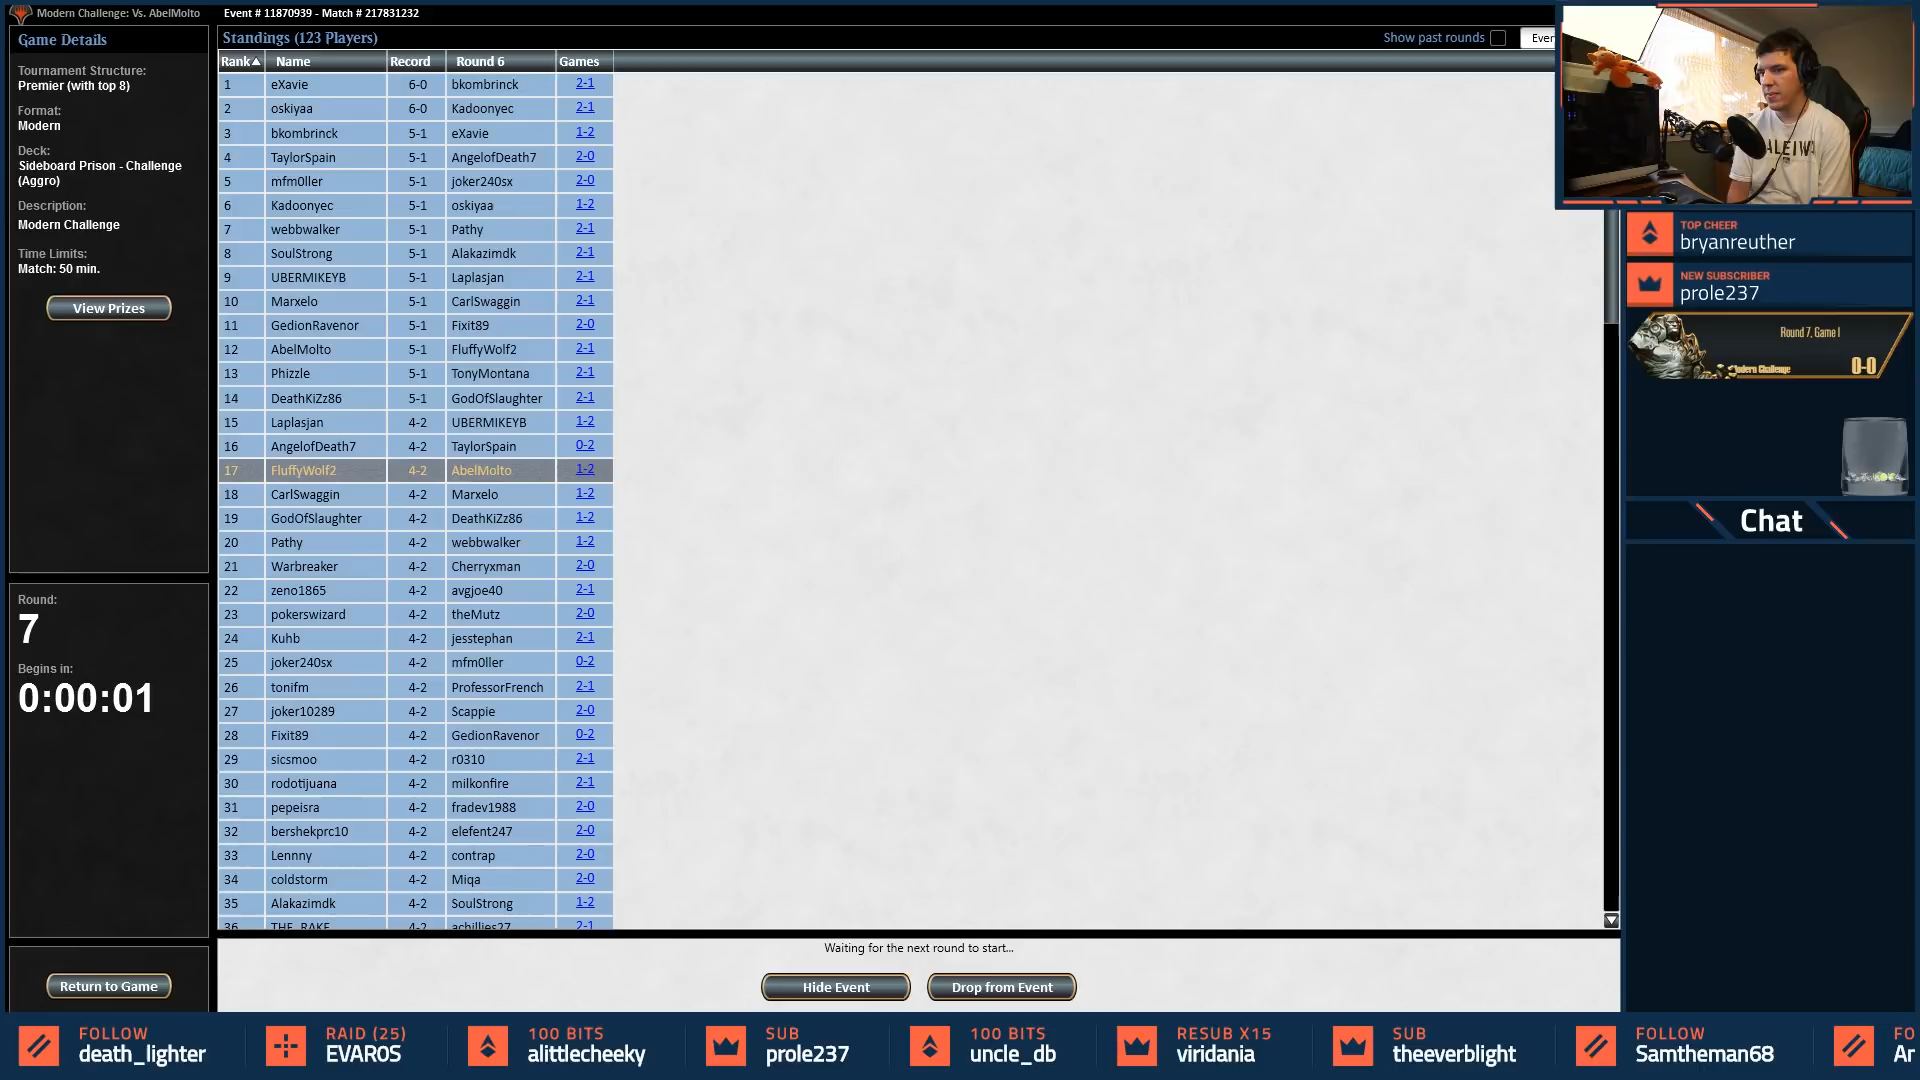 Modern Challenge: Vs. AbelMolto
Event # 11870939 - Match # 217831232
Game Details
Tournament Structure:
Premier (with top 8)
Format:
Modern
Deck:
Sideboard Prison - Challenge
(Aggro)
Description:
Modern Challenge
Time Limits:
Match: 50 min.
View Prizes
Round:
7
Begins in:
0:00:01
Return to Game
Standings (123 Players)
Show past rounds
Rank Name Record Round 6 Games
1 eXavie 6-0 bkombrinck 2-1
2 oskiyaa 6-0 Kadoonyec 2-1
3 bkombrinck 5-1 eXavie 1-2
4 TaylorSpain 5-1 AngelofDeath7 2-0
5 mfm0ller 5-1 joker240sx 2-0
6 Kadoonyec 5-1 oskiyaa 1-2
7 webbwalker 5-1 Pathy 2-1
8 SoulStrong 5-1 Alakazimdk 2-1
9 UBERMIKEYB 5-1 Laplasjan 2-1
10 Marxelo 5-1 CarlSwaggin 2-1
11 GedionRavenor 5-1 Fixit89 2-0
12 AbelMolto 5-1 FluffyWolf2 2-1
13 Phizzle 5-1 TonyMontana 2-1
14 DeathKiZz86 5-1 GodOfSlaughter 2-1
15 Laplasjan 4-2 UBERMIKEYB 1-2
16 AngelofDeath7 4-2 TaylorSpain 0-2
17 FluffyWolf2 4-2 AbelMolto 1-2
18 CarlSwaggin 4-2 Marxelo 1-2
19 GodOfSlaughter 4-2 DeathKiZz86 1-2
20 Pathy 4-2 webbwalker 1-2
21 Warbreaker 4-2 Cherryxman 2-0
22 zeno1865 4-2 avgjoe40 2-1
23 pokerswizard 4-2 theMutz 2-0
24 Kuhb 4-2 jesstephan 2-1
25 joker240sx 4-2 mfm0ller 0-2
26 tonifm 4-2 ProfessorFrench 2-1
27 joker10289 4-2 Scappie 2-0
28 Fixit89 4-2 GedionRavenor 0-2
29 sicsmoo 4-2 r0310 2-1
30 rodotijuana 4-2 milkonfire 2-1
31 pepeisra 4-2 fradev1988 2-0
32 bershekprc10 4-2 elefent247 2-0
33 Lennny 4-2 contrap 2-0
34 coldstorm 4-2 Miqa 2-0
35 Alakazimdk 4-2 SoulStrong 1-2
36 THE_RAKE 4-2 achillies27 2-1
Waiting for the next round to start...
Hide Event
Drop from Event
TOP CHEER
bryanreuther
NEW SUBSCRIBER
prole237
Round 7, Game 1
Modern Challenge
0-0
Chat
FOLLOW
death_lighter
RAID (25)
EVAR0S
100 BITS
alittlecheeky
SUB
prole237
100 BITS
uncle_db
RESUB X15
viridania
SUB
theeverblight
FOLLOW
Samtheman68
FO